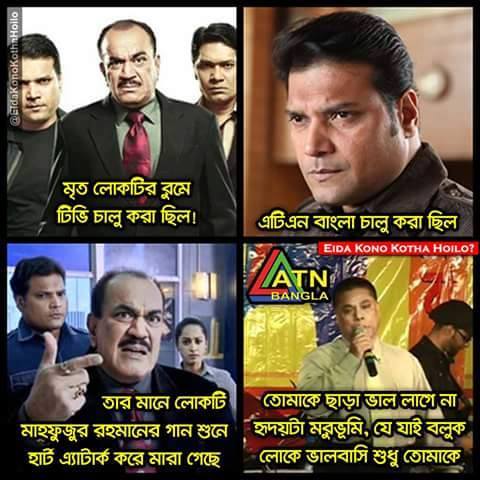 @EidaKonoKothaHoilo
মৃত লোকটির রুমে
টিভি চালু করা ছিল!
এটিএন বাংলা চালু করা ছিল
EIDA KONO KOTHA HOILO?
ATN
BANGLA
তার মানে লোকটি
মাহফুজুর রহমানের গান শুনে
হার্ট এ্যাটার্ক করে মারা গেছে
তোমাকে ছাড়া ভাল লাগে না
হৃদয়টা মরুভূমি, যে যাই বলুক
লোকে ভালবাসি শুধু তোমাকে